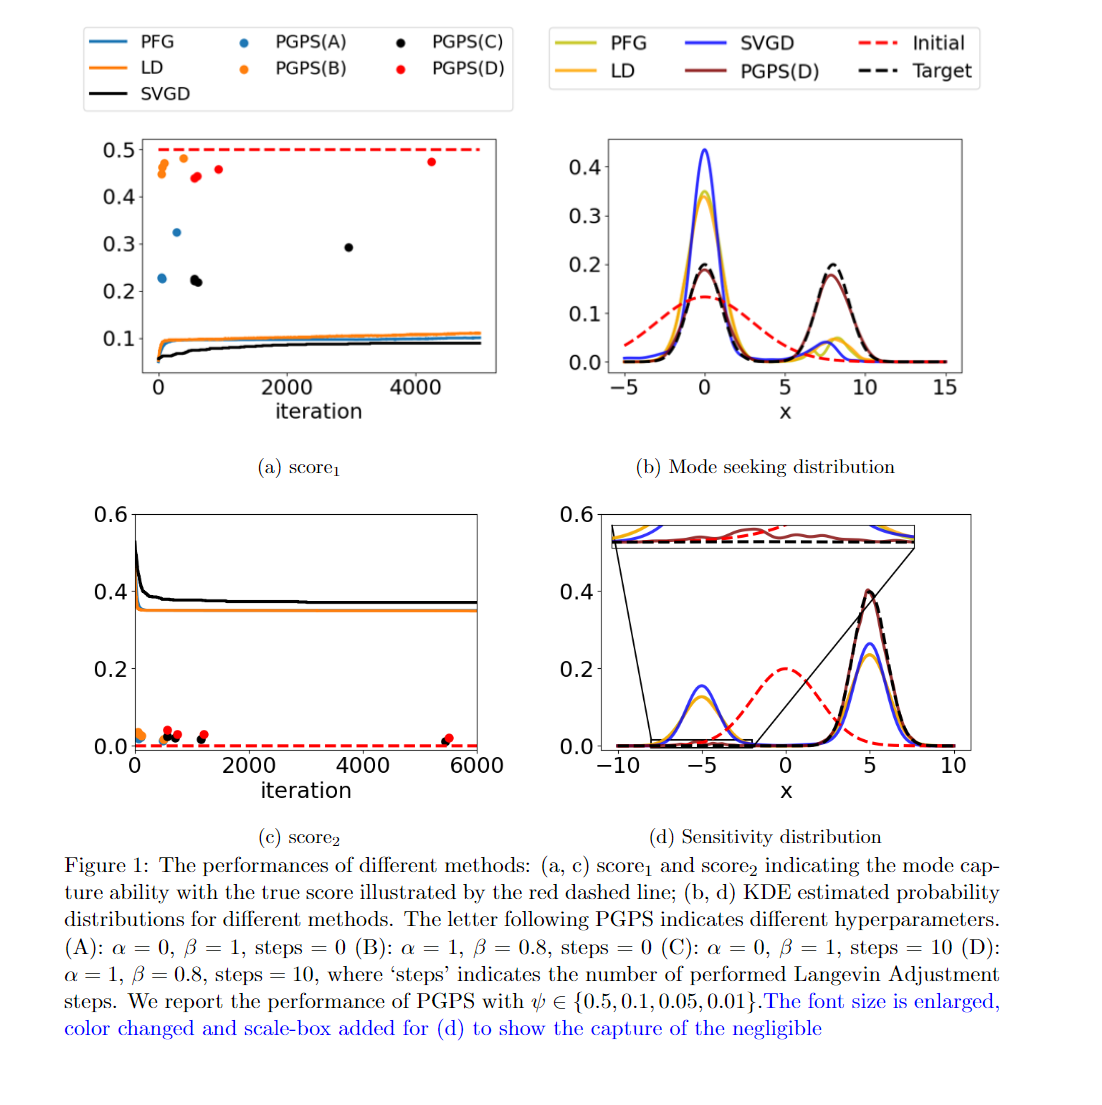 PFG PGPS(A) PGPS(C)
LD PGPS(B) PGPS(D)
SVGD
PFG SVGD Initial
LD PGPS(D) Target
0.5
0.4
0.3
0.2
0.1
0 2000 4000
iteration
0.4
0.3
0.2
0.1
0.0
−5 0 5 10 15
x
(a) score₁
(b) Mode seeking distribution
0.6
0.4
0.2
0.0
0 2000 4000 6000
iteration
0.6
0.4
0.2
0.0
−10 −5 0 5 10
x
(c) score₂
(d) Sensitivity distribution
Figure 1: The performances of different methods: (a, c) score₁ and score₂ indicating the mode cap-
ture ability with the true score illustrated by the red dashed line; (b, d) KDE estimated probability
distributions for different methods. The letter following PGPS indicates different hyperparameters.
(A): α = 0, β = 1, steps = 0 (B): α = 1, β = 0.8, steps = 0 (C): α = 0, β = 1, steps = 10 (D):
α = 1, β = 0.8, steps = 10, where ‘steps’ indicates the number of performed Langevin Adjustment
steps. We report the performance of PGPS with ψ ∈ {0.5, 0.1, 0.05, 0.01}.The font size is enlarged,
color changed and scale-box added for (d) to show the capture of the negligible